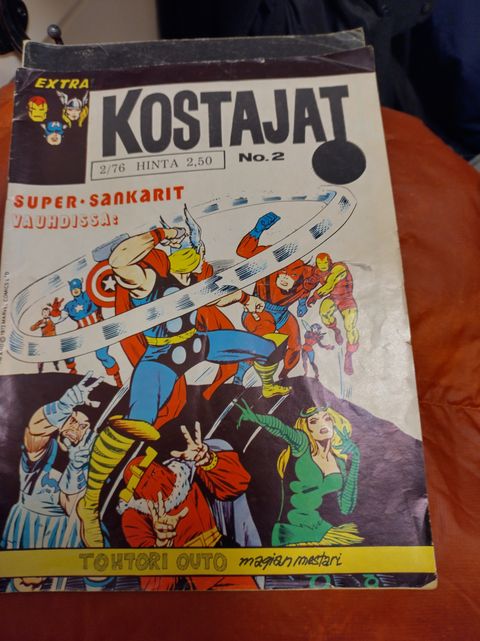 EXTRA
KOSTAJAT
2/76 HINTA 2,50
No. 2
SUPER-SANKARIT
VAUHDISSA:
TOHTORI OUTO magian mestari